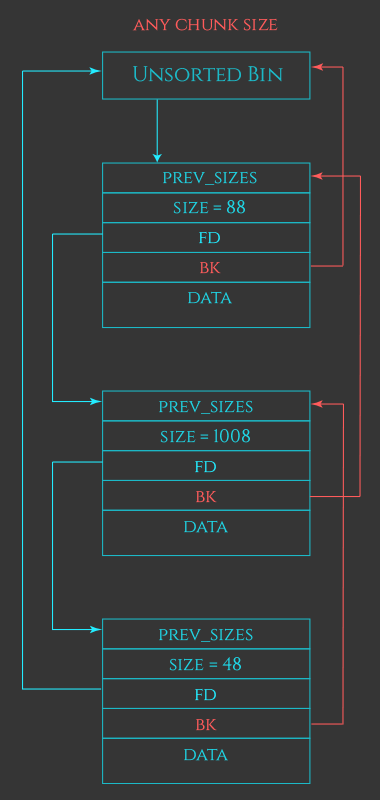 ANY CHUNK SIZE
UNSORTED BIN
PREV_SIZES
SIZE = 88
FD
BK
DATA
PREV_SIZES
SIZE = 1008
FD
BK
DATA
PREV_SIZES
SIZE = 48
FD
BK
DATA